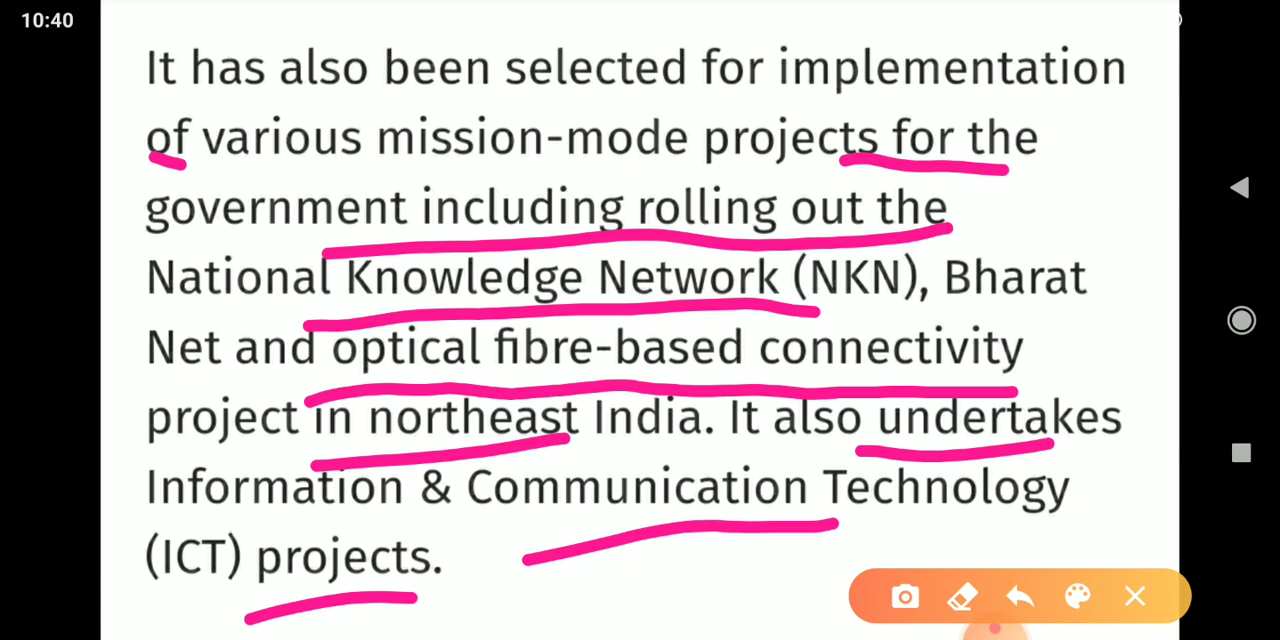 10:40
It has also been selected for implementation
of various mission-mode projects for the
government including rolling out the
National Knowledge Network (NKN), Bharat
Net and optical fibre-based connectivity
project in northeast India. It also undertakes
Information & Communication Technology
(ICT) projects.